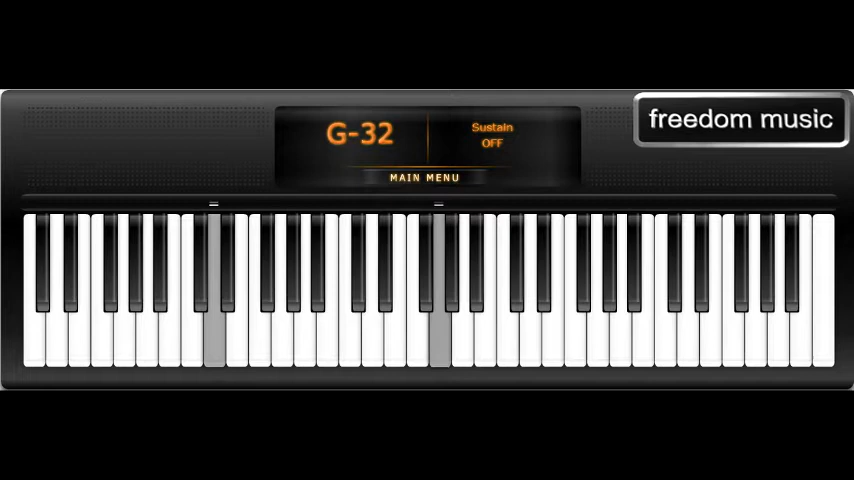 freedom music
G-32
Sustain
OFF
MAIN MENU